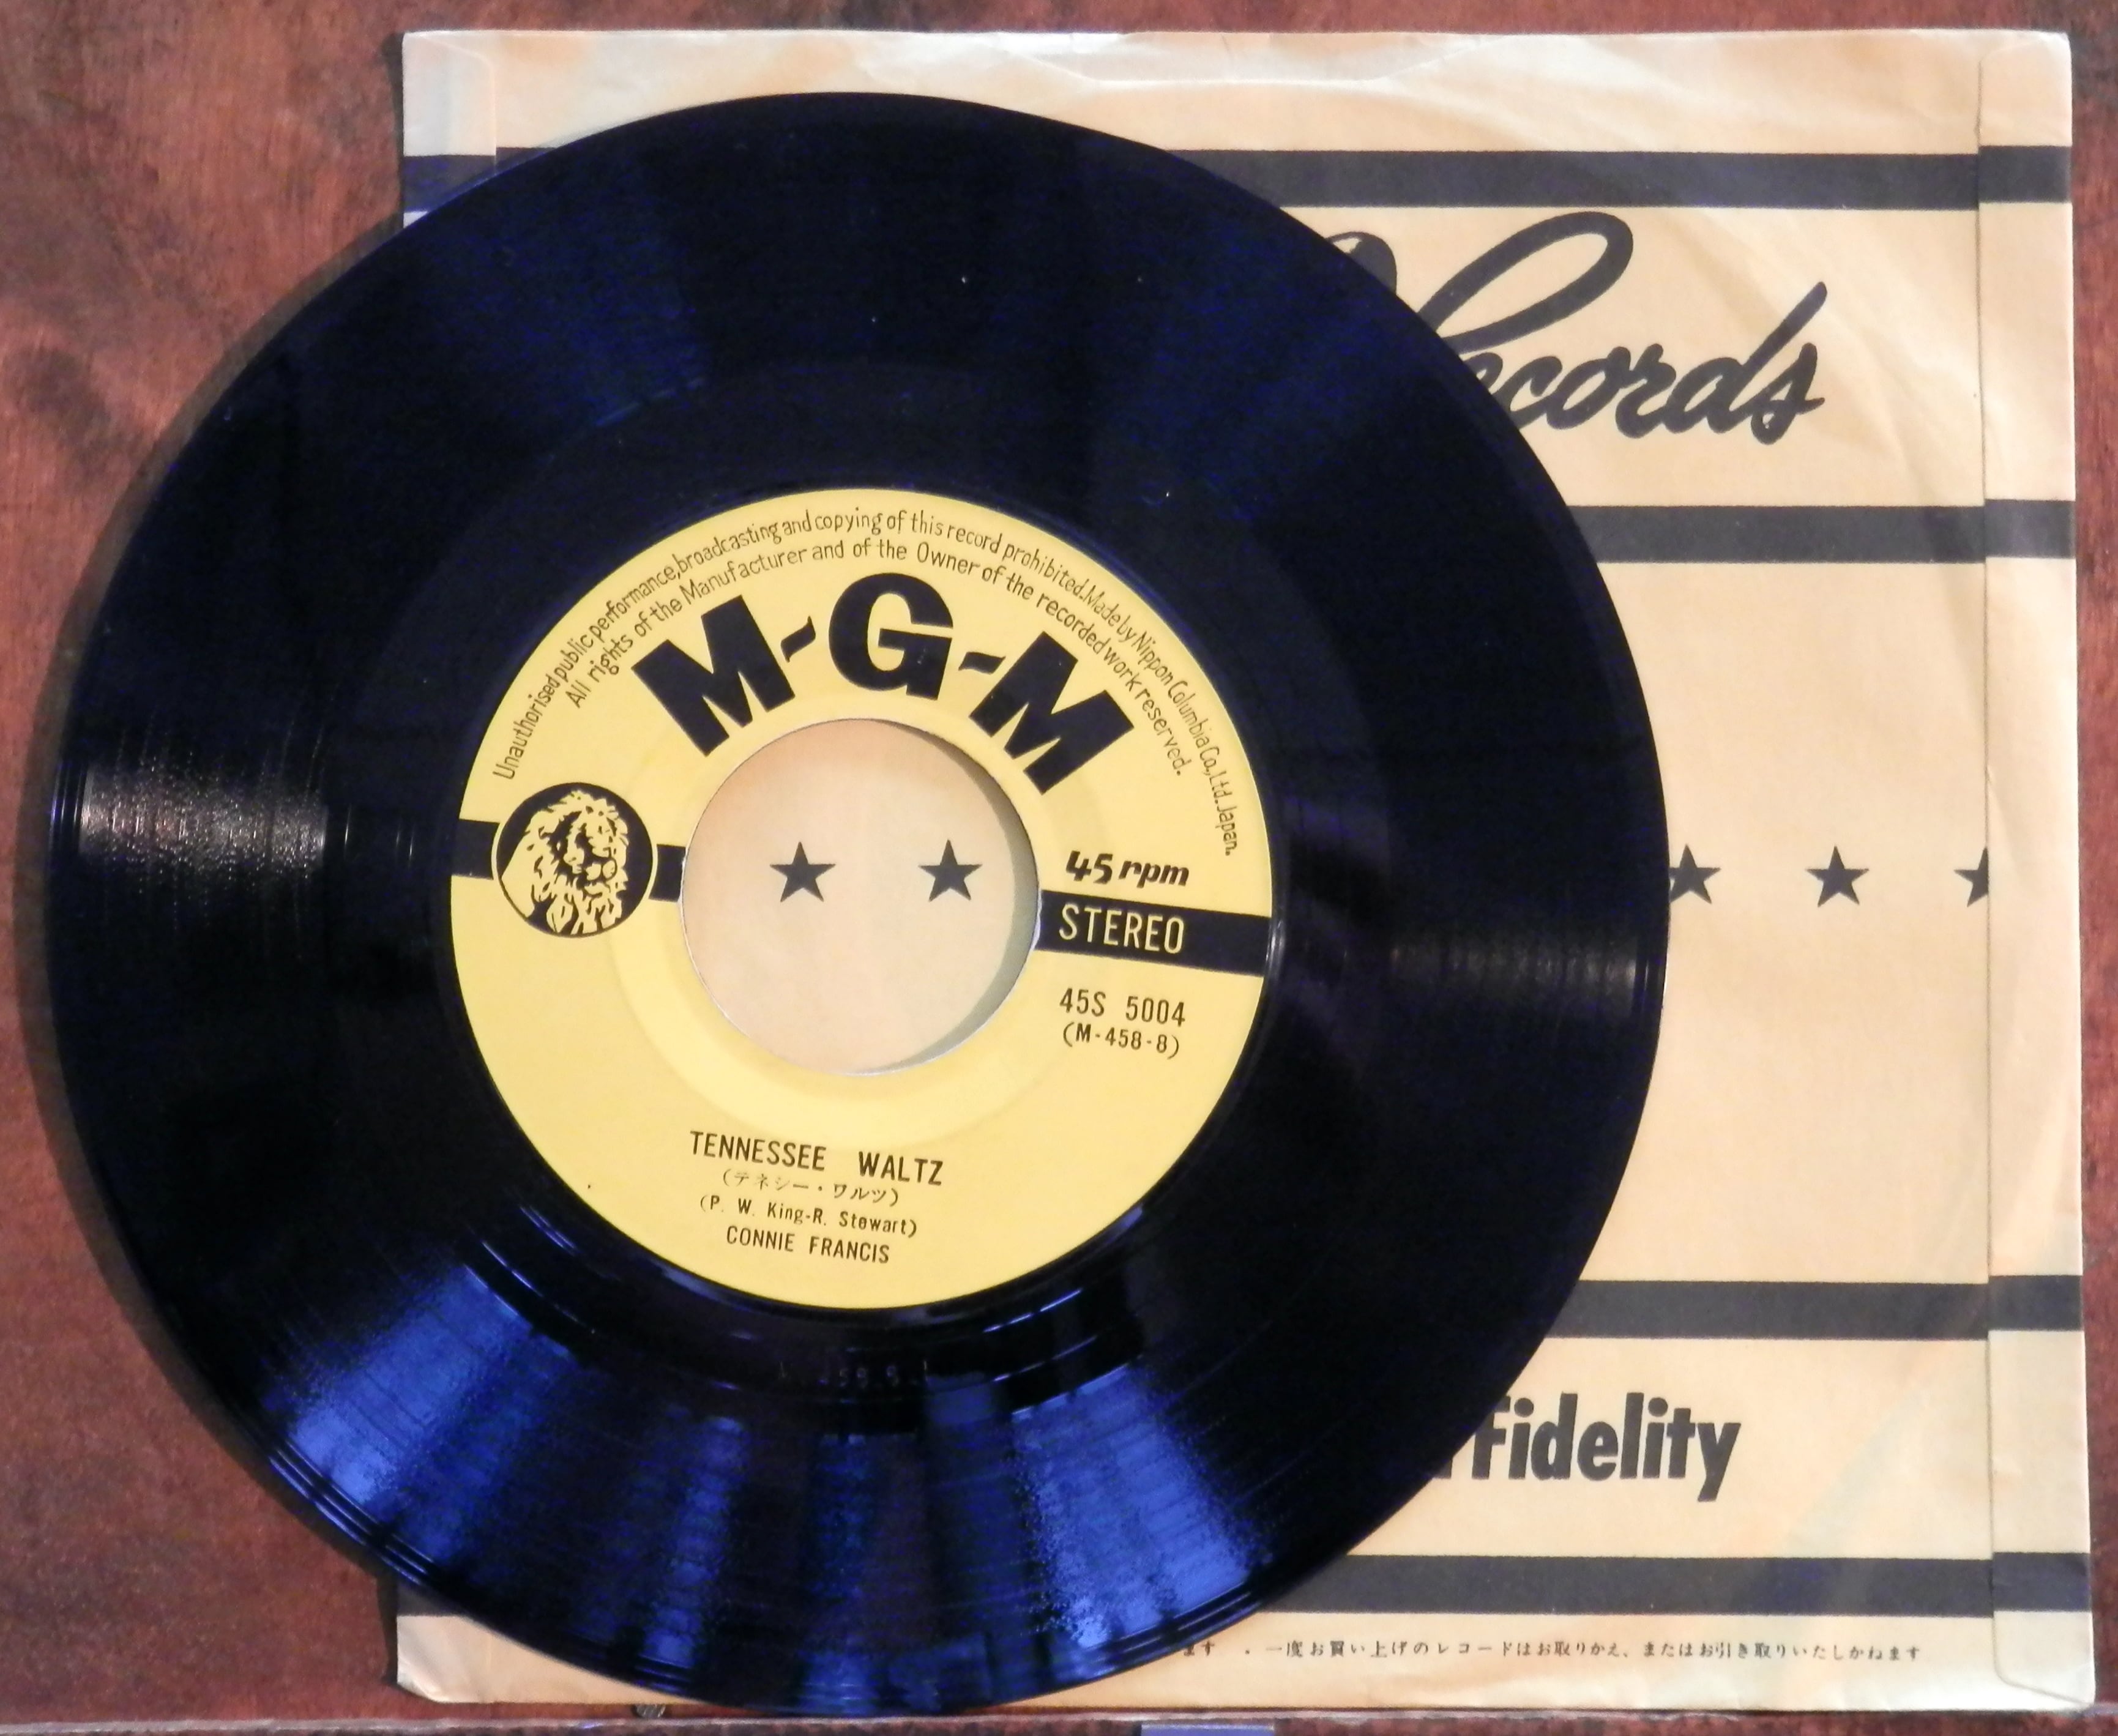 Records
Unauthorised public performance, broadcasting and copying of this record prohibited. Made by Nippon Columbia Co., Ltd. Japan.
All rights of the Manufacturer and of the Owner of the recorded work reserved.
M-G-M
45 rpm
STEREO
45S 5004
(M-458-8)
TENNESSEE WALTZ
(テネシー・ワルツ)
(P. W. King-R. Stewart)
CONNIE FRANCIS
Fidelity
ます . 一度お買い上げのレコードはお取りかえ、またはお引き取りいたしかねます